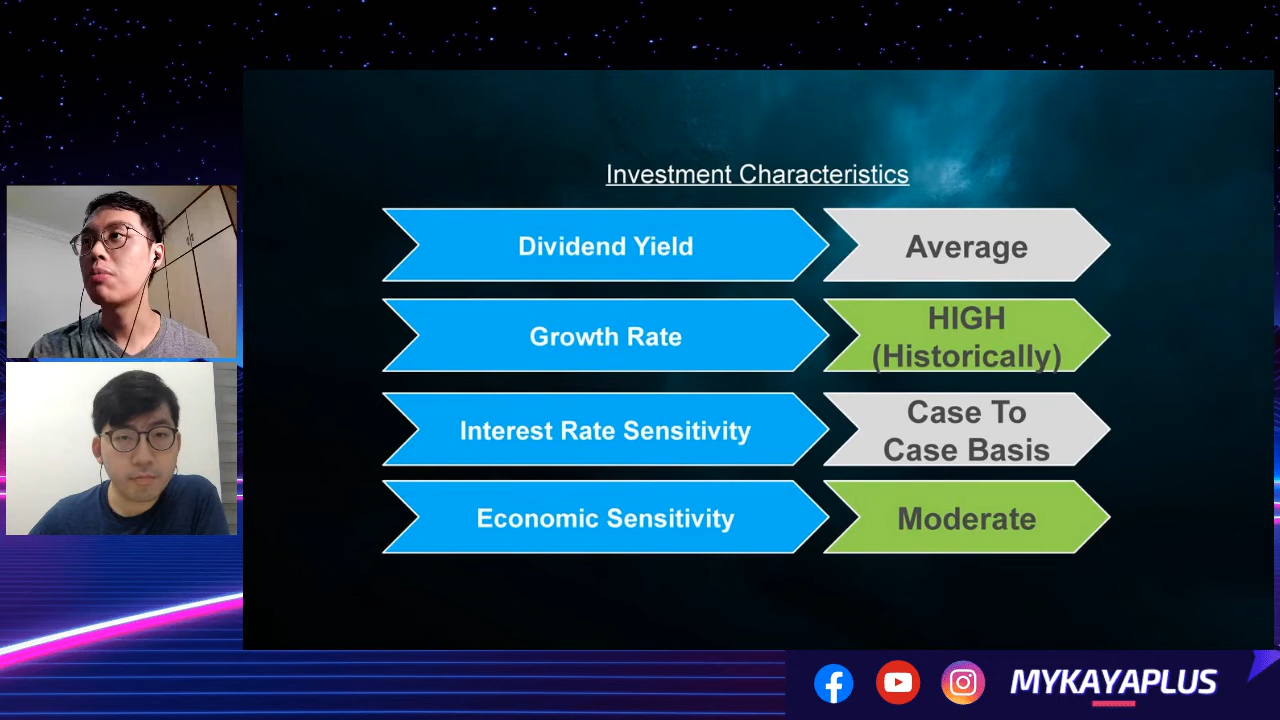 Investment Characteristics
Dividend Yield
Average
Growth Rate
HIGH
(Historically)
Interest Rate Sensitivity
Case To
Case Basis
Economic Sensitivity
Moderate
MYKAYAPLUS